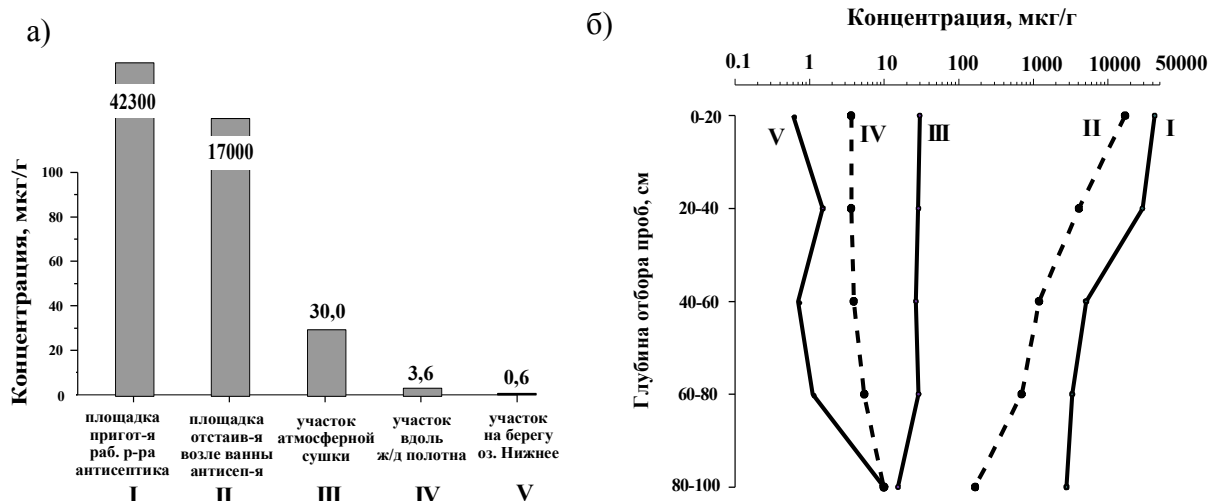 а)
Концентрация, мкг/г
100
80
60
40
20
0
42300
17000
30,0
3,6
0,6
площадка
пригот-я
раб. р-ра
антисептика
I
площадка
отстаив-я
возле ванны
антисеп-я
II
участок
атмосферной
сушки
III
участок
вдоль
ж/д полотна
IV
участок
на берегу
оз. Нижнее
V
б)
Концентрация, мкг/г
0.1 1 10 100 1000 10000 50000
Глубина отбора проб, см
0-20
20-40
40-60
60-80
80-100
V IV III II I